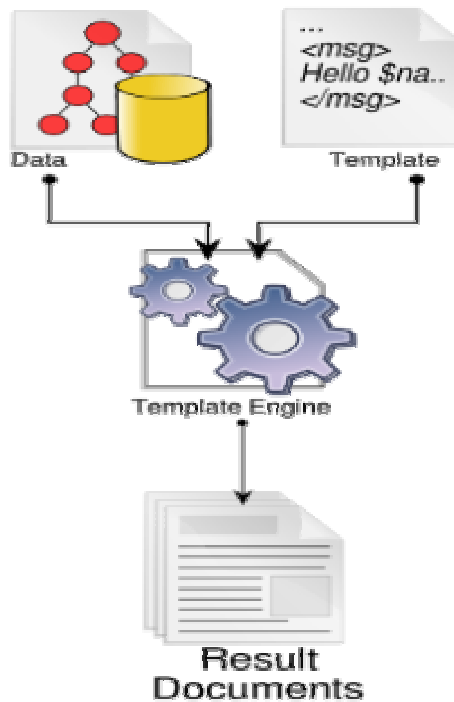 ...
<msg>
Hello $na..
</msg>
Data
Template
Template Engine
Result
Documents